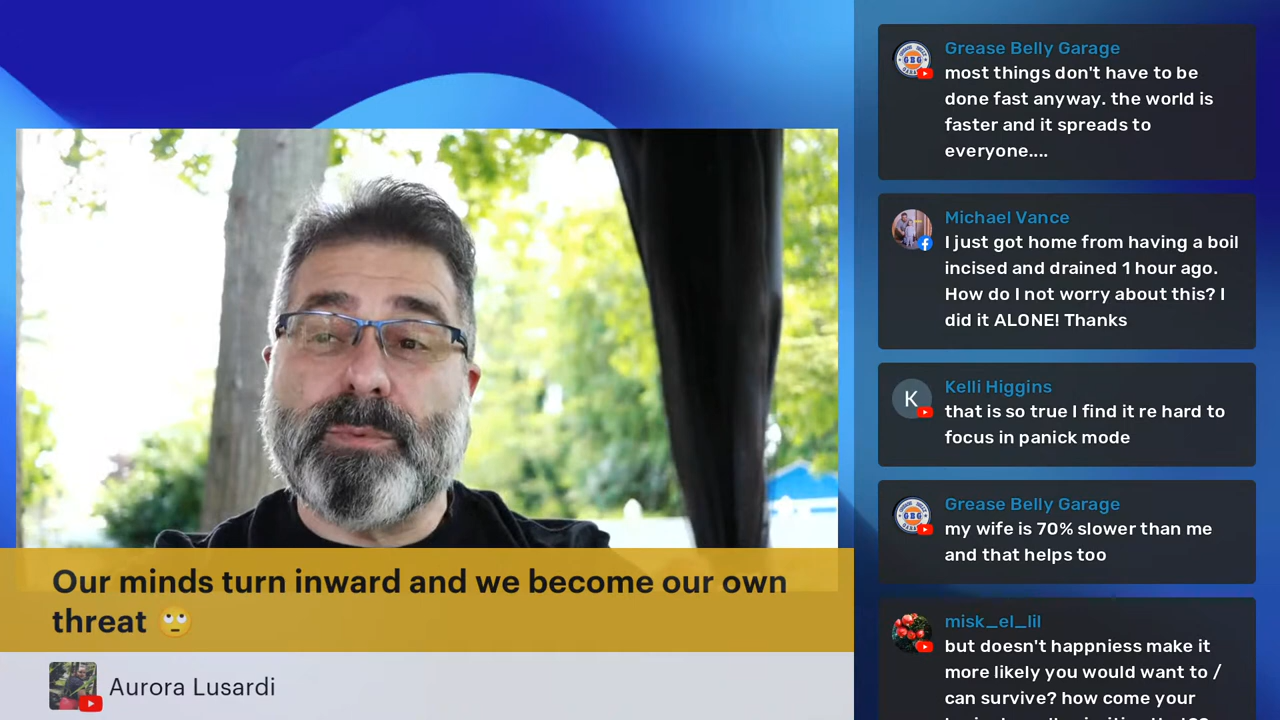 Our minds turn inward and we become our own
threat 🙄
Aurora Lusardi
Grease Belly Garage
most things don't have to be
done fast anyway. the world is
faster and it spreads to
everyone....
Michael Vance
I just got home from having a boil
incised and drained 1 hour ago.
How do I not worry about this? I
did it ALONE! Thanks
Kelli Higgins
K
that is so true I find it re hard to
focus in panick mode
Grease Belly Garage
my wife is 70% slower than me
and that helps too
misk_el_lil
but doesn't happniess make it
more likely you would want to /
can survive? how come your